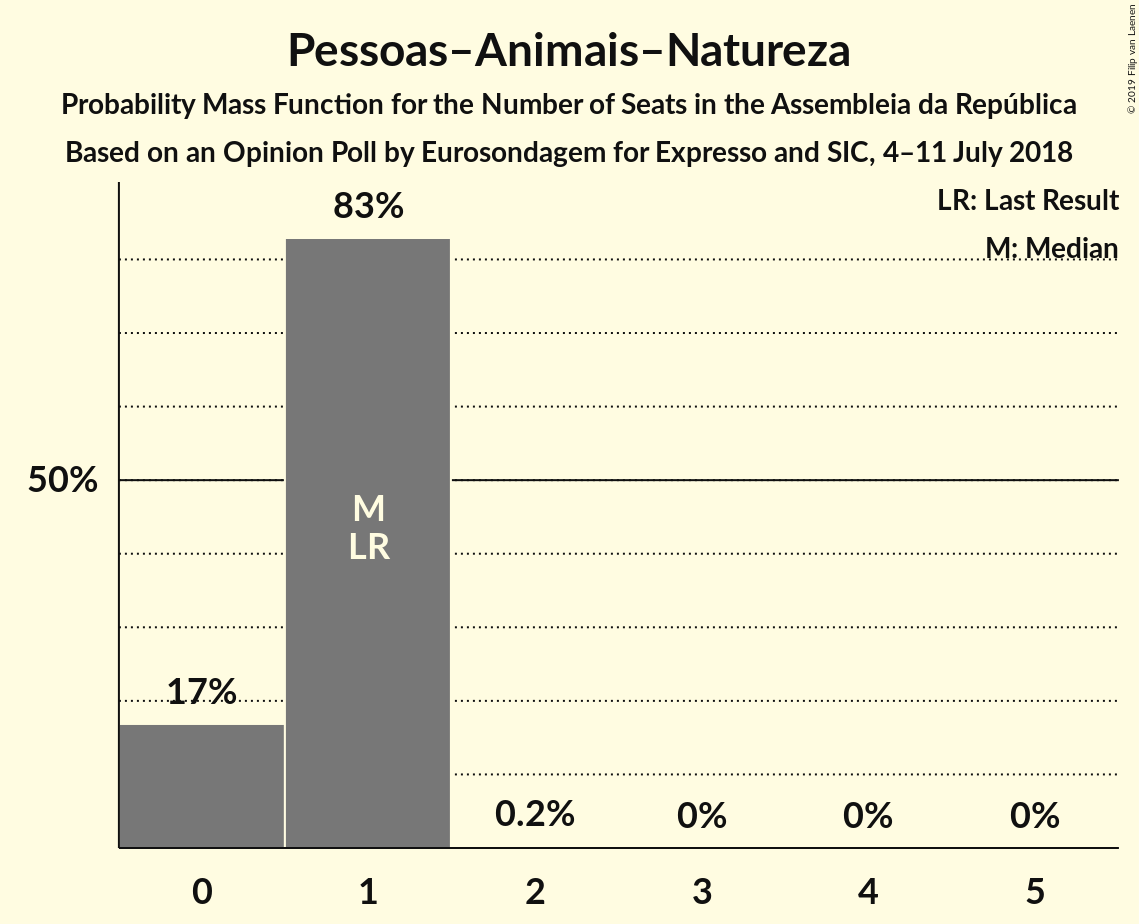 Pessoas–Animais–Natureza
Probability Mass Function for the Number of Seats in the Assembleia da República
Based on an Opinion Poll by Eurosondagem for Expresso and SIC, 4–11 July 2018
© 2019 Filip van Laenen
LR: Last Result
M: Median
83%
50%
M
LR
17%
0.2%
0%
0%
0%
0
1
2
3
4
5